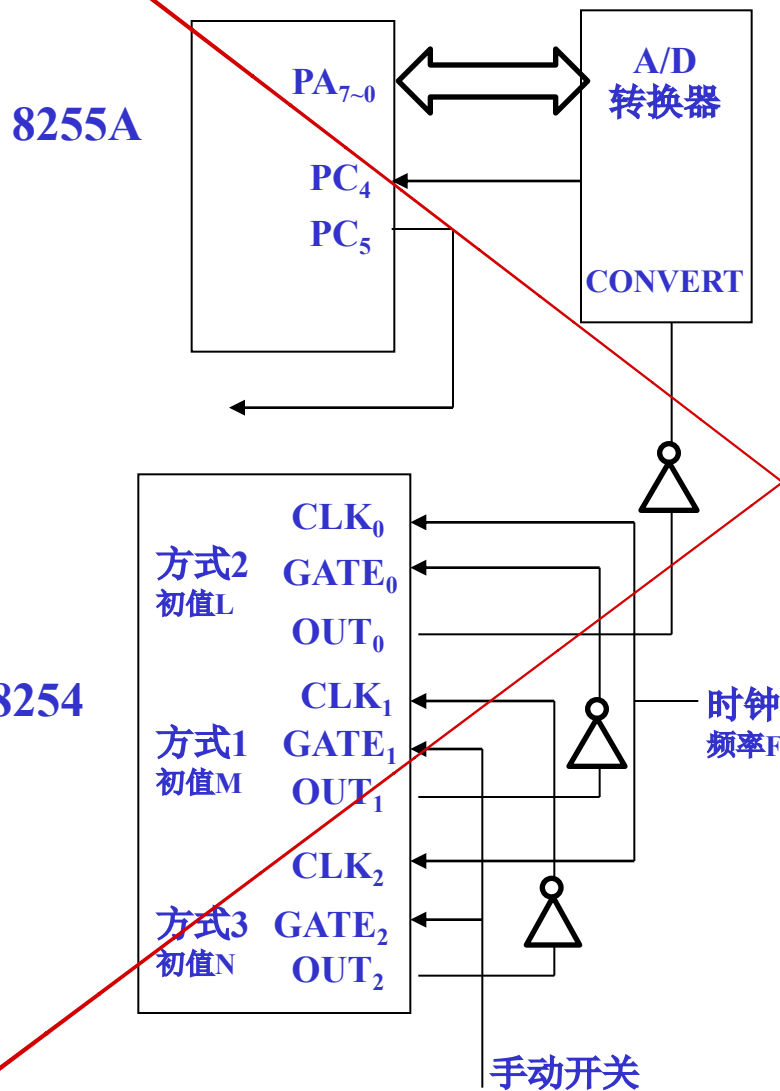 8255A
PA7~0
PC4
PC5
A/D
转换器
CONVERT
8254
方式2
初值L
CLK0
GATE0
OUT0
方式1
初值M
CLK1
GATE1
OUT1
方式3
初值N
CLK2
GATE2
OUT2
时钟
频率F
手动开关